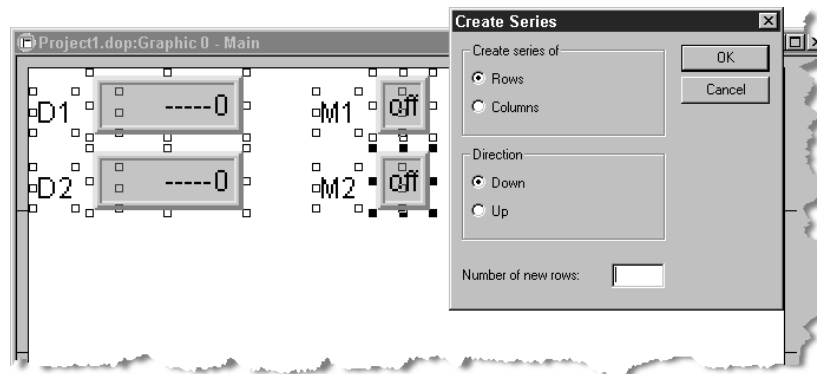 Project1.dop:Graphic 0 - Main
D1 -----0 M1 off
D2 -----0 M2 off
Create Series
Create series of
Rows
Columns
Direction
Down
Up
Number of new rows:
OK
Cancel